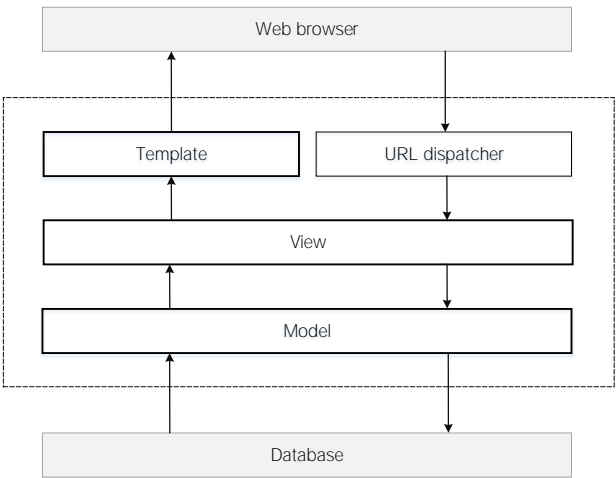 Web browser
Template
URL dispatcher
View
Model
Database